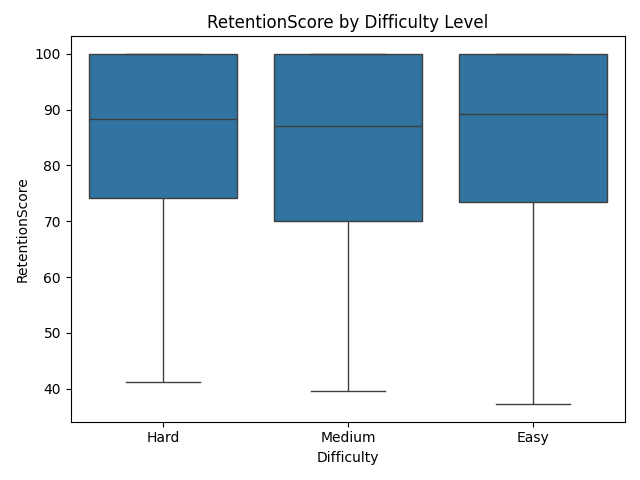 RetentionScore by Difficulty Level
100
90
80
70
60
50
40
RetentionScore
Hard
Medium
Easy
Difficulty